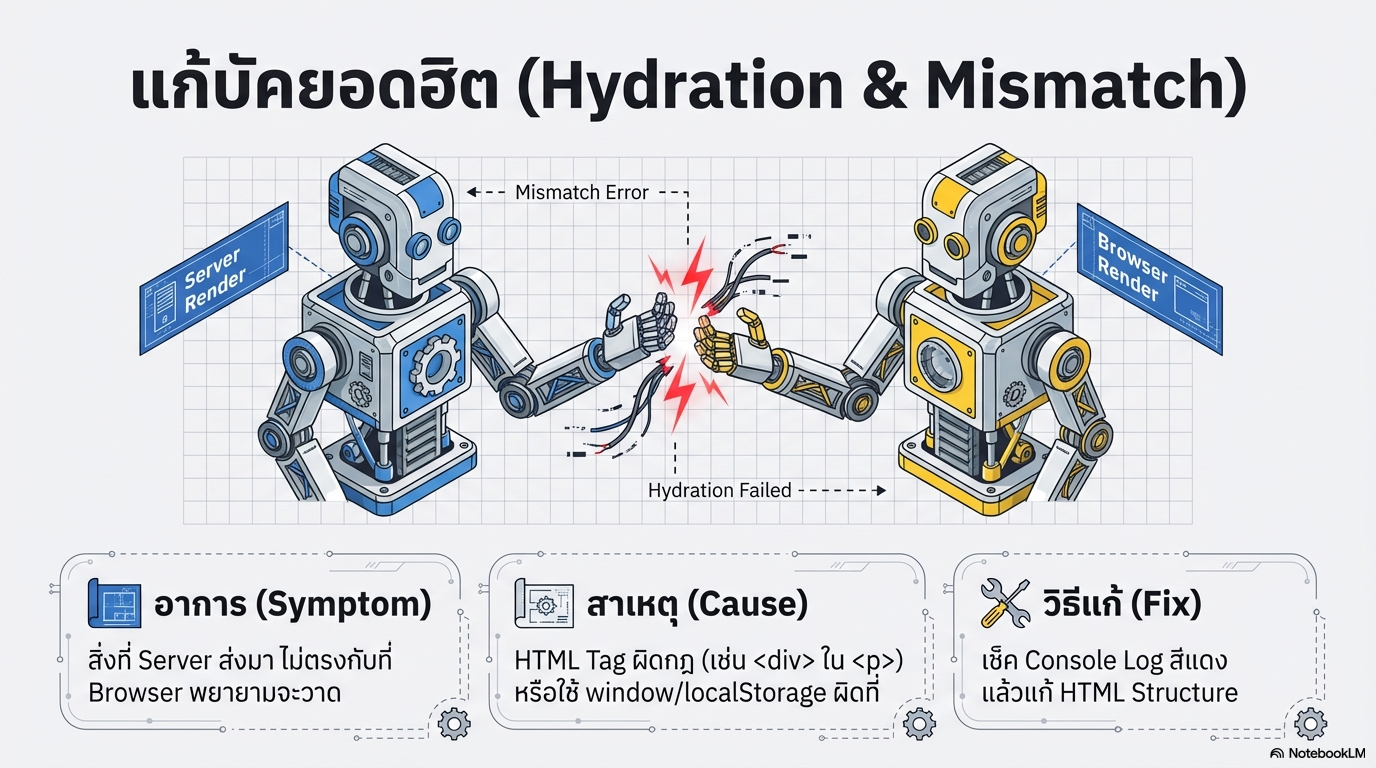 แก้บัคยอดฮิต (Hydration & Mismatch)
Mismatch Error
Server
Render
Browser
Render
Hydration Failed
อาการ (Symptom)
สิ่งที่ Server ส่งมา ไม่ตรงกับที่
Browser พยายามจะวาด
สาเหตุ (Cause)
HTML Tag ผิดกฎ (เช่น <div> ใน <p>)
หรือใช้ window/localStorage ผิดที่
วิธีแก้ (Fix)
เช็ค Console Log สีแดง
แล้วแก้ HTML Structure
NotebookLM